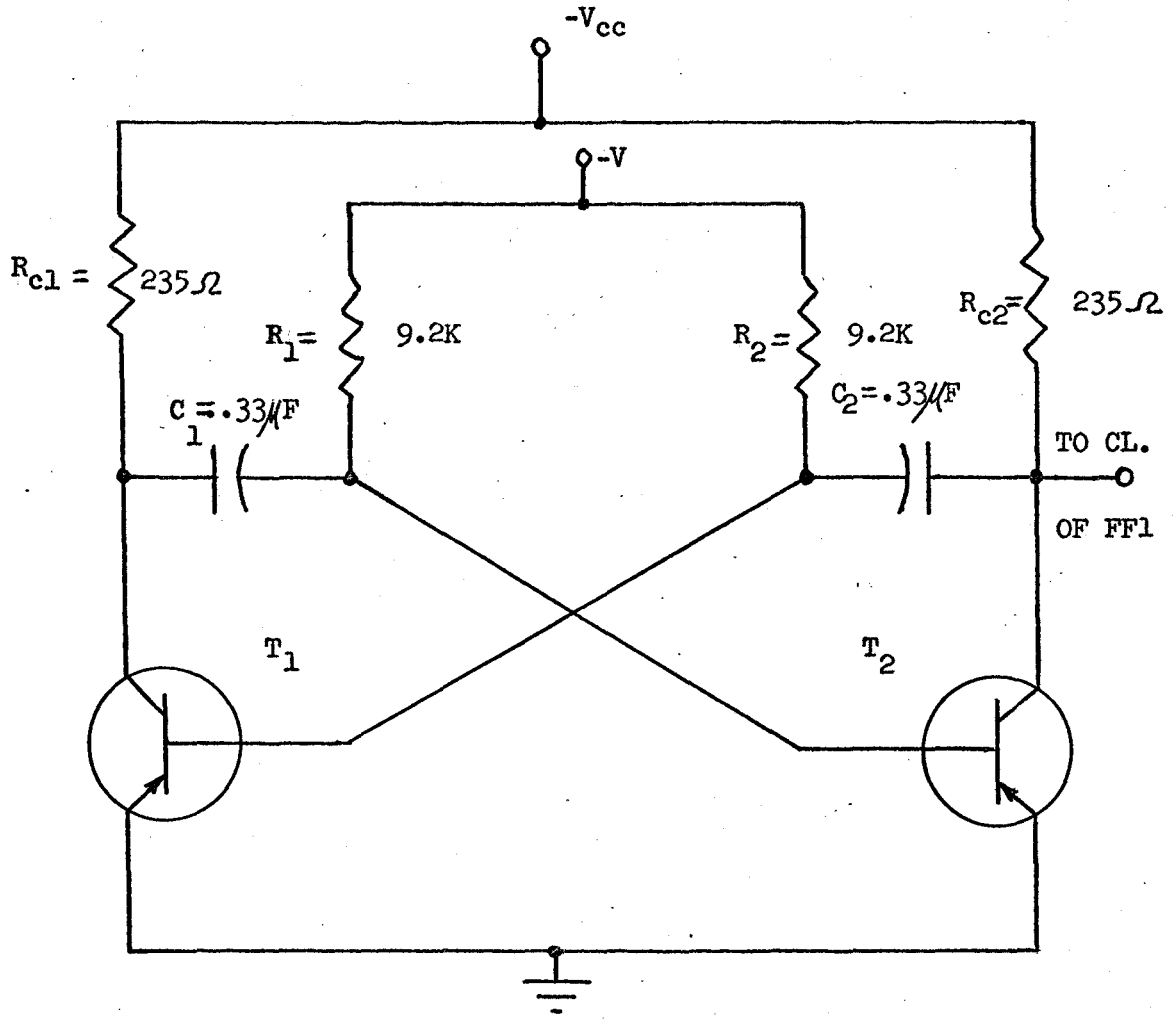 -Vcc
-V
Rc1 = 235Ω
R1= 9.2K
R2= 9.2K
Rc2= 235Ω
C1=.33μF
C2=.33μF
TO CL.
OF FF1
T1
T2